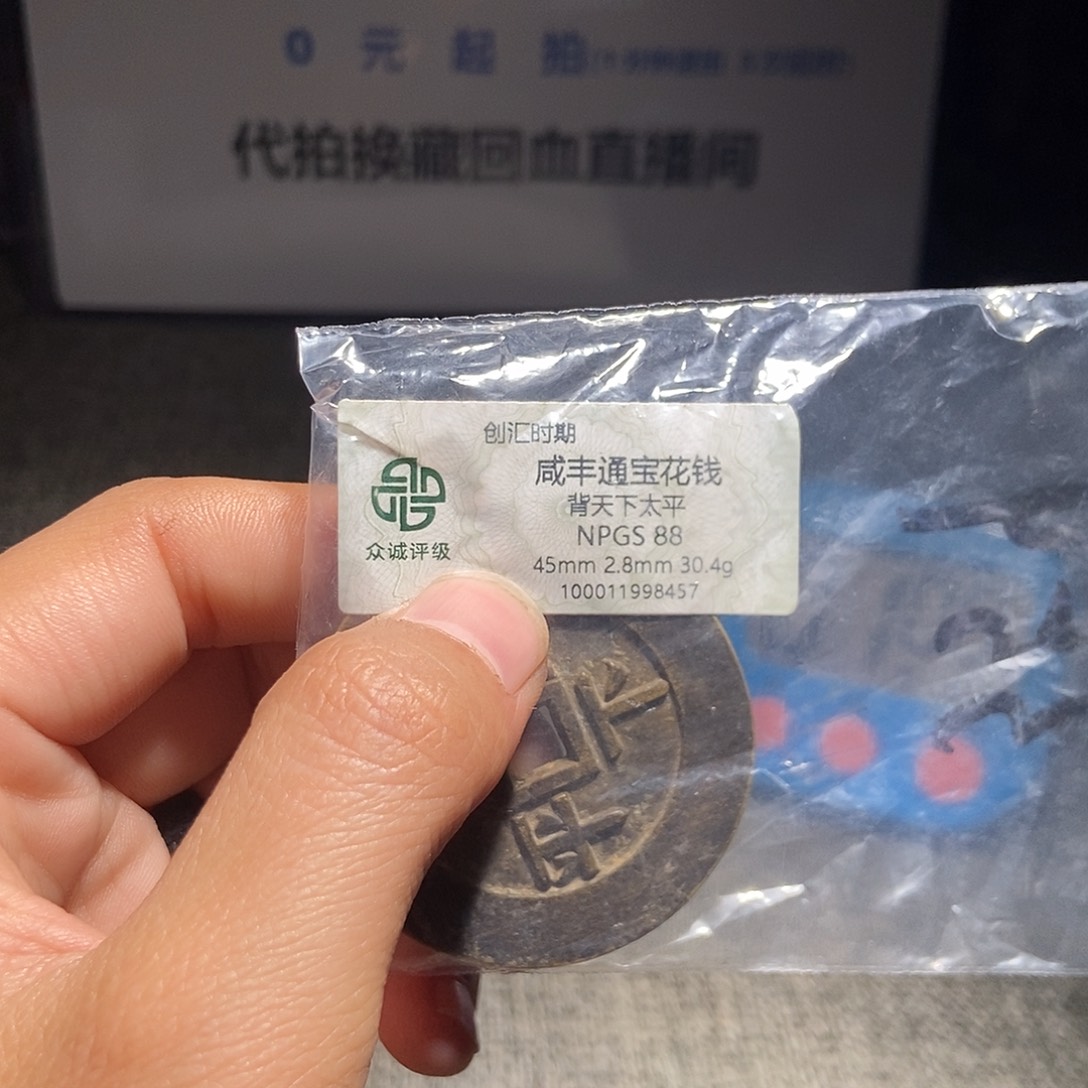 0 元 起 拍
代拍换藏回血直播间
创汇时期
咸丰通宝花钱
背天下太平
NPGS 88
45mm 2.8mm 30.4g
100011998457
众诚评级
下